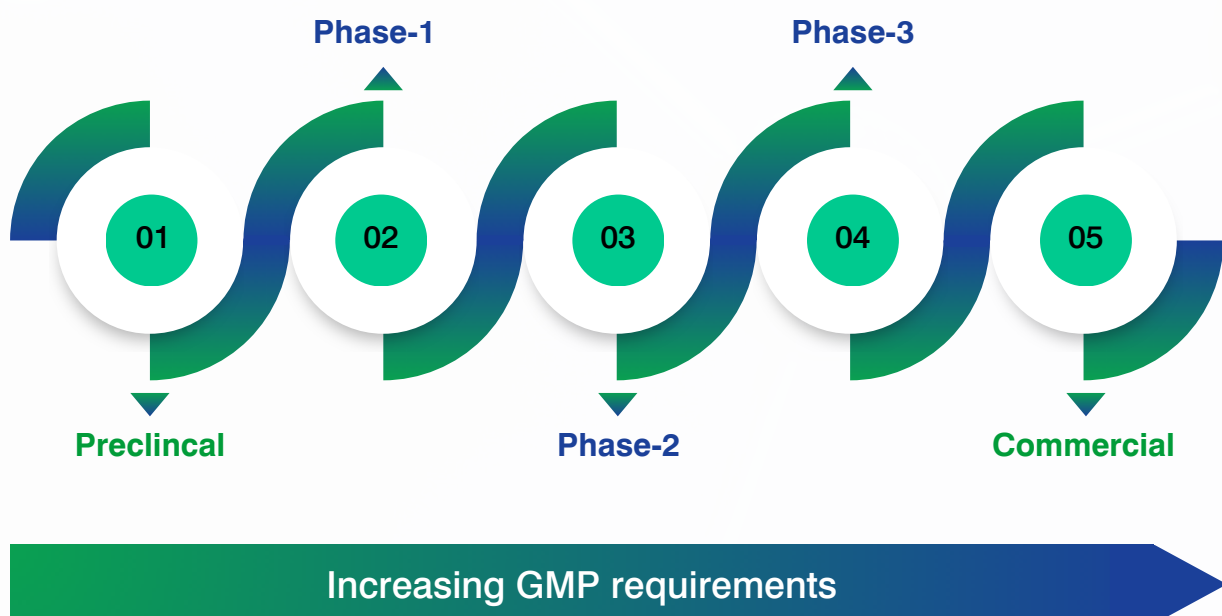 Phase-1
Phase-3
01
02
03
04
05
Preclincal
Phase-2
Commercial
Increasing GMP requirements